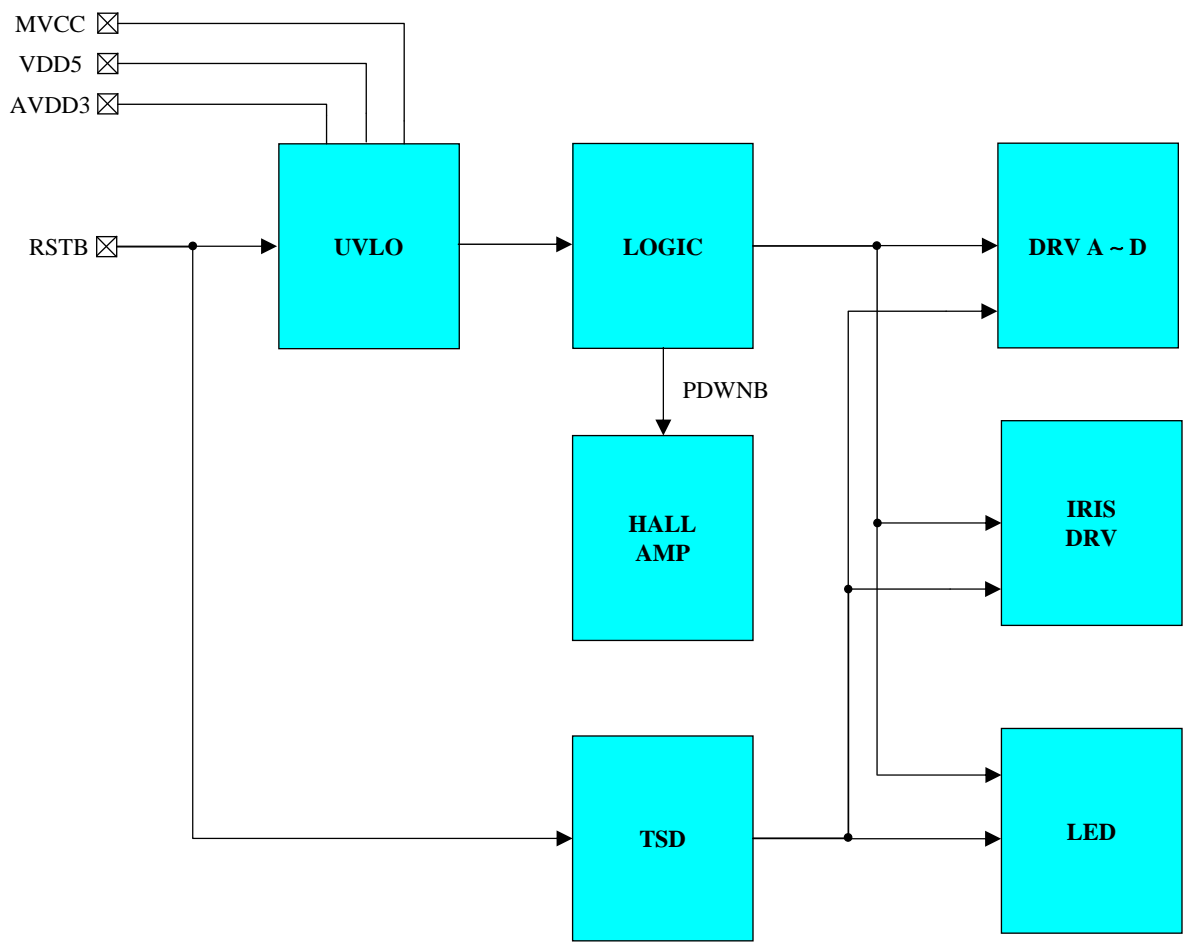 MVCC
VDD5
AVDD3
RSTB
UVLO
LOGIC
DRV A ~ D
PDWNB
HALL
AMP
IRIS
DRV
TSD
LED